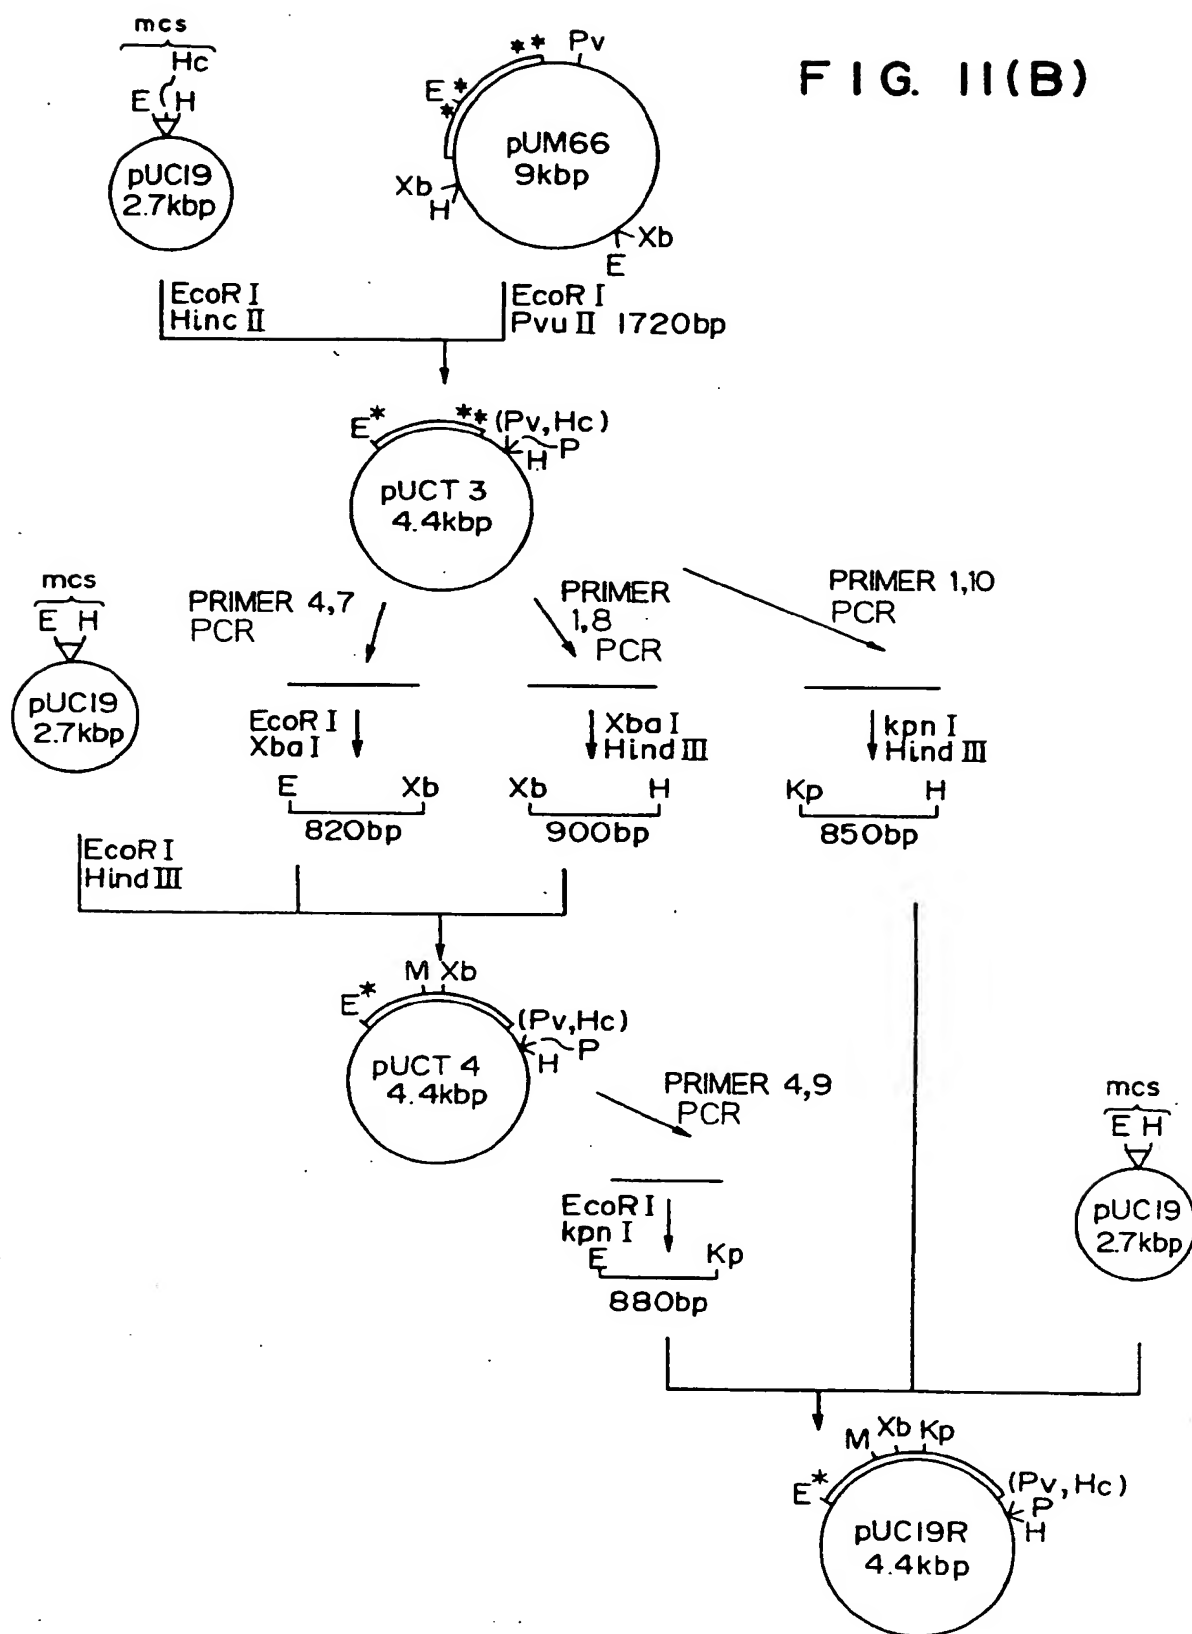 FIG. 11(B)
mcs
Hc
E H
pUC19
2.7kbp
** Pv
E *
*
pUM66
9kbp
Xb
H
Xb
E
EcoR I
Hinc II
EcoR I
Pvu II 1720bp
E* ** (Pv,Hc)
H P
pUCT 3
4.4kbp
mcs
E H
pUC19
2.7kbp
PRIMER 4,7
PCR
PRIMER
1,8
PCR
PRIMER 1,10
PCR
EcoR I
Xba I
Xba I
Hind III
kpn I
Hind III
E Xb
820bp
Xb H
900bp
Kp H
850bp
EcoR I
Hind III
M Xb
E* (Pv,Hc)
H P
pUCT 4
4.4kbp
PRIMER 4,9
PCR
mcs
E H
pUC19
2.7kbp
EcoR I
kpn I
E Kp
880bp
M Xb Kp
E* (Pv,Hc)
P
H
pUC19R
4.4kbp